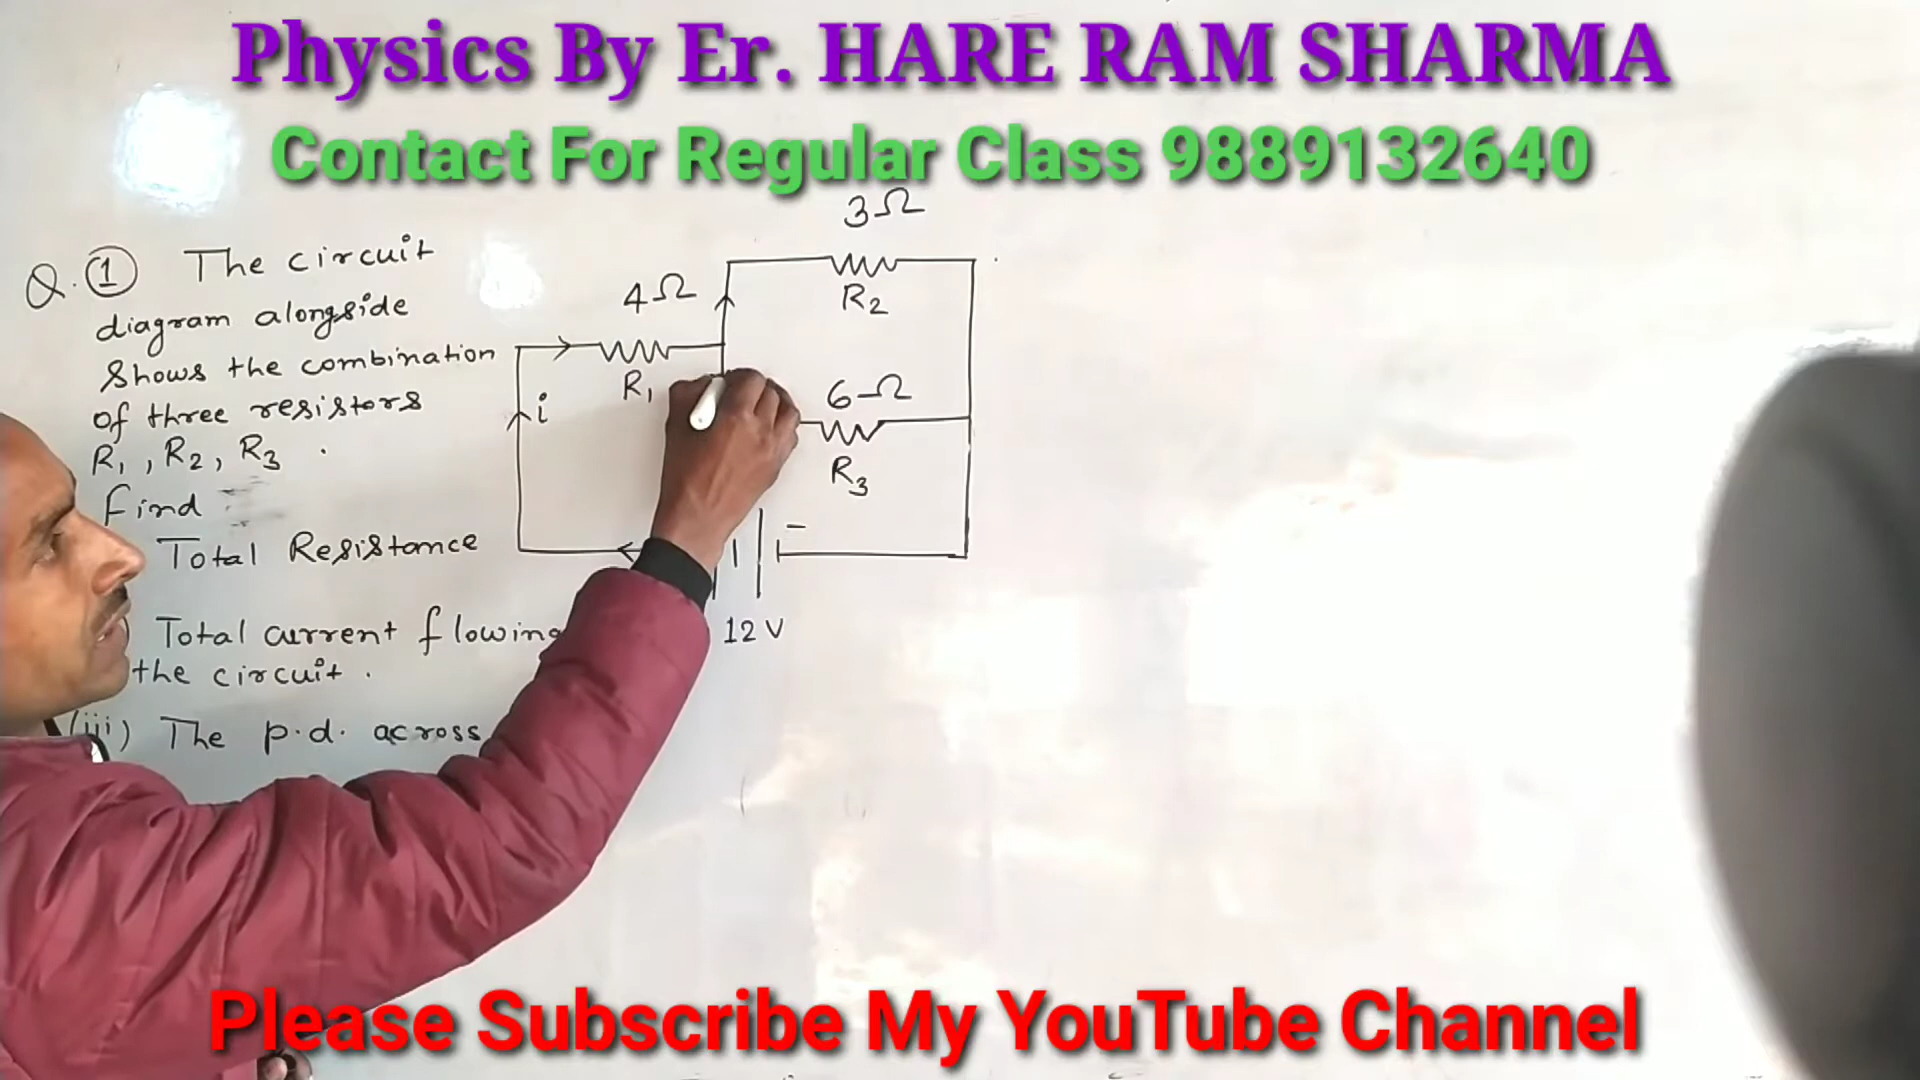 Physics By Er. HARE RAM SHARMA
Contact For Regular Class 9889132640
Q. 1 The circuit
diagram alongside
shows the combination
of three resistors
R1, R2, R3 .
find
Total Resistance
) Total current flowing
the circuit .
(iii) The p.d. across
3Ω
R2
4Ω
R1
i
6Ω
R3
−
12 V
Please Subscribe My YouTube Channel